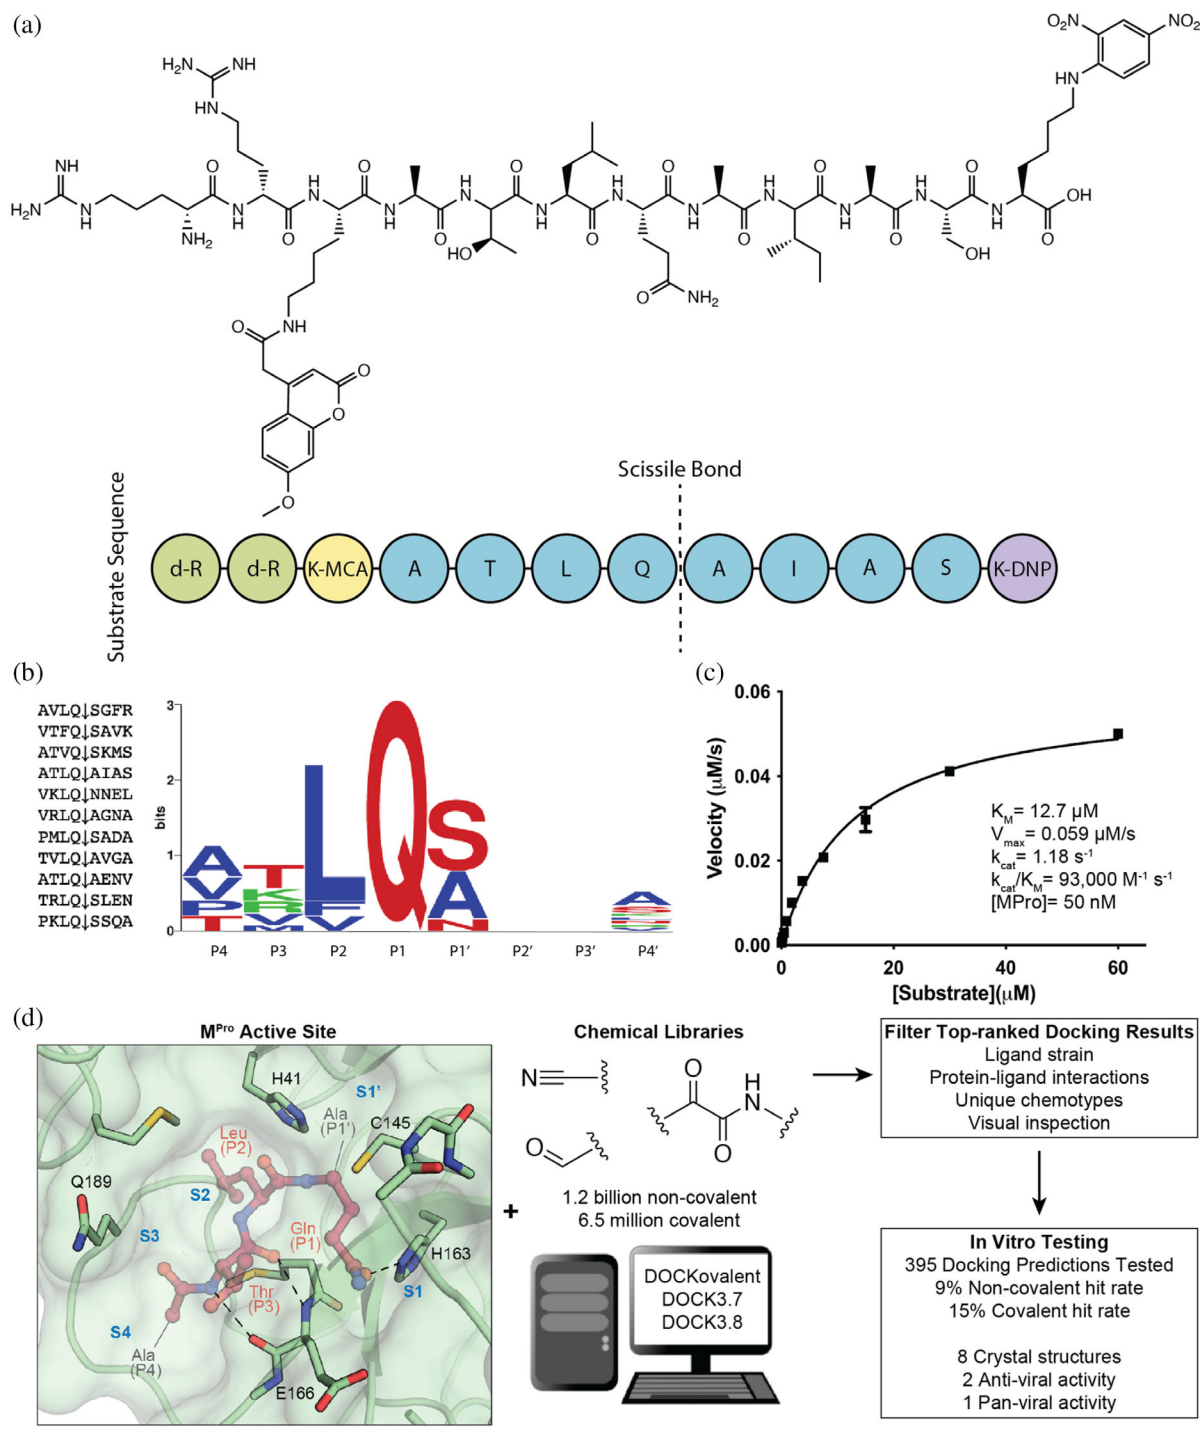 (a)
O₂N
NO₂
H₂N
NH
HN
HN
NH
O
H
N
O
H
N
O
H
N
O
H
N
O
H
N
O
H₂N
N
H
N
H
O
N
H
O
N
H
O
N
H
O
N
H
O
N
H
OH
NH₂
HO
OH
O
O
NH₂
O
NH
O
O
O
Scissile Bond
Substrate Sequence
d-R
d-R
K-MCA
A
T
L
Q
A
I
A
S
K-DNP
(b)
AVLQ↓SGFR
VTFQ↓SAVK
ATVQ↓SKMS
ATLQ↓AIAS
VKLQ↓NNEL
VRLQ↓AGNA
PMLQ↓SADA
TVLQ↓AVGA
ATLQ↓AENV
TRLQ↓SLEN
PKLQ↓SSQA
bits
3
2
1
0
A
V
P
T
T
K
R
V
M
L
F
V
Q
S
A
N
A
P4
P3
P2
P1
P1'
P2'
P3'
P4'
(c)
Velocity (μM/s)
0.06
0.04
0.02
0.00
K_M = 12.7 μM
V_max = 0.059 μM/s
k_cat = 1.18 s⁻¹
k_cat/K_M = 93,000 M⁻¹ s⁻¹
[MPro]= 50 nM
0
20
40
60
[Substrate](μM)
(d)
M^Pro Active Site
H41
S1'
Ala
(P1')
C145
Leu
(P2)
Q189
S2
S3
Gln
(P1)
H163
S1
Thr
(P3)
S4
Ala
(P4)
E166
+
Chemical Libraries
N
O
H
N
O
O
1.2 billion non-covalent
6.5 million covalent
DOCKovalent
DOCK3.7
DOCK3.8
Filter Top-ranked Docking Results
Ligand strain
Protein-ligand interactions
Unique chemotypes
Visual inspection
In Vitro Testing
395 Docking Predictions Tested
9% Non-covalent hit rate
15% Covalent hit rate
8 Crystal structures
2 Anti-viral activity
1 Pan-viral activity